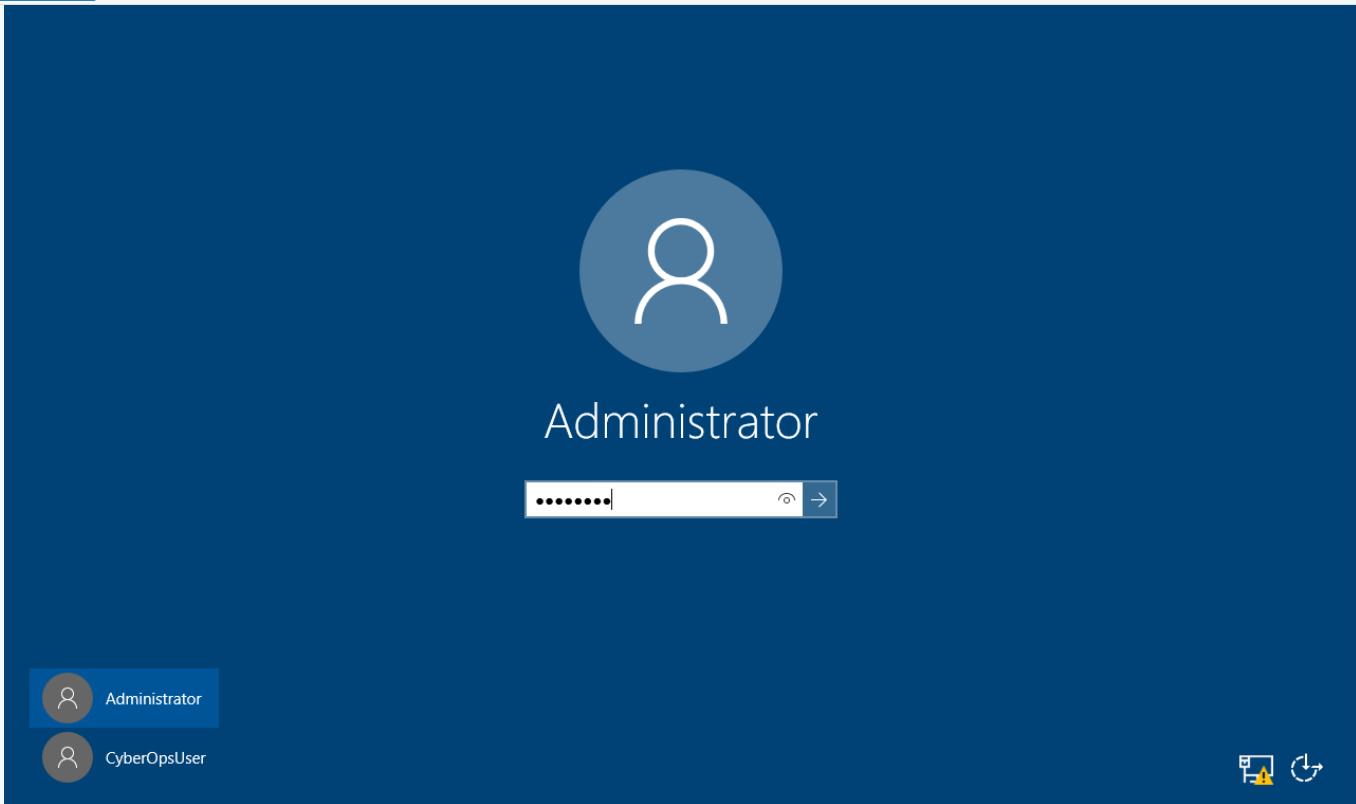 Administrator
••••••••
Administrator
CyberOpsUser